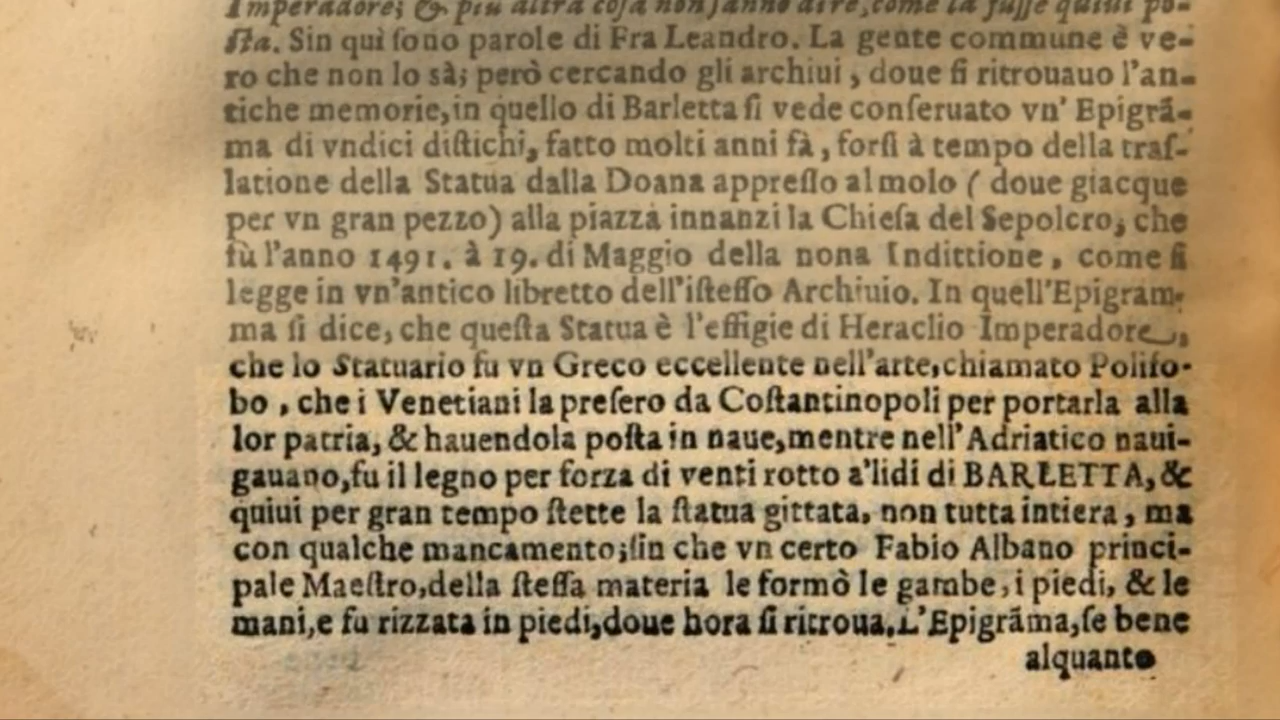 Imperadore; & più altra coſa non ſanno dire, come la fuſſe quiui po-
ſta. Sin quì ſono parole di Fra Leandro. La gente commune è ve-
ro che non lo sà; però cercando gli archiui, doue ſi ritrouauo l'an-
tiche memorie, in quello di Barletta ſi vede conſeruato vn' Epigrã-
ma di vndici diſtichi, fatto molti anni fà, forſi à tempo della traſ-
latione della Statua dalla Doana appreſſo al molo ( doue giacque
per vn gran pezzo) alla piazza innanzi la Chieſa del Sepolcro, che
fù l'anno 1491. à 19. di Maggio della nona Indittione, come ſi
legge in vn'antico libretto dell'iſteſſo Archiuio. In quell'Epigram-
ma ſi dice, che queſta Statua è l'effigie di Heraclio Imperadore,
che lo Statuario fu vn Greco eccellente nell'arte, chiamato Polifo-
bo, che i Venetiani la preſero da Coſtantinopoli per portarla alla
lor patria, & hauendola poſta in naue, mentre nell'Adriatico naui-
gauano, fu il legno per forza di venti rotto a'lidi di BARLETTA, &
quiui per gran tempo ſtette la ſtatua gittata, non tutta intiera, ma
con qualche mancamento; ſin che vn certo Fabio Albano princi-
pale Maeſtro, della ſteſſa materia le formò le gambe, i piedi, & le
mani, e fu rizzata in piedi, doue hora ſi ritroua. L'Epigrãma, ſe bene
alquanto